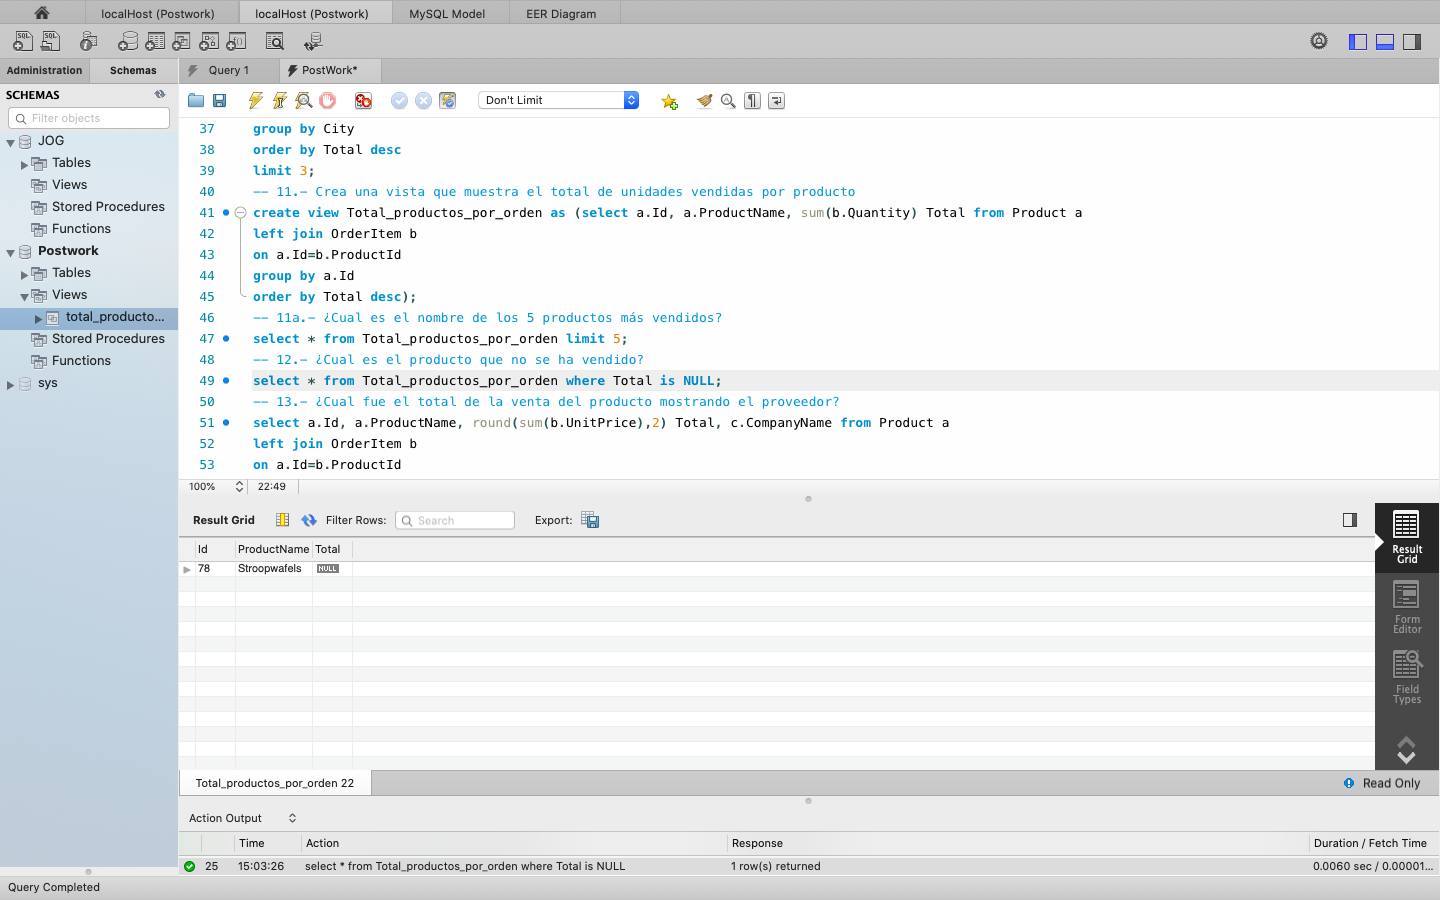 localHost (Postwork) localHost (Postwork) MySQL Model EER Diagram
Administration Schemas Query 1 PostWork*
SCHEMAS
Filter objects
Don't Limit
JOG
Tables
Views
Stored Procedures
Functions
Postwork
Tables
Views
total_producto...
Stored Procedures
Functions
sys
37 group by City
38 order by Total desc
39 limit 3;
40 -- 11.- Crea una vista que muestra el total de unidades vendidas por producto
41 create view Total_productos_por_orden as (select a.Id, a.ProductName, sum(b.Quantity) Total from Product a
42 left join OrderItem b
43 on a.Id=b.ProductId
44 group by a.Id
45 order by Total desc);
46 -- 11a.- ¿Cual es el nombre de los 5 productos más vendidos?
47 select * from Total_productos_por_orden limit 5;
48 -- 12.- ¿Cual es el producto que no se ha vendido?
49 select * from Total_productos_por_orden where Total is NULL;
50 -- 13.- ¿Cual fue el total de la venta del producto mostrando el proveedor?
51 select a.Id, a.ProductName, round(sum(b.UnitPrice),2) Total, c.CompanyName from Product a
52 left join OrderItem b
53 on a.Id=b.ProductId
100% 22:49
Result Grid Filter Rows: Search Export:
Id ProductName Total
78 Stroopwafels NULL
Result
Grid
Form
Editor
Field
Types
Total_productos_por_orden 22 Read Only
Action Output
Time Action Response Duration / Fetch Time
25 15:03:26 select * from Total_productos_por_orden where Total is NULL 1 row(s) returned 0.0060 sec / 0.00001...
Query Completed